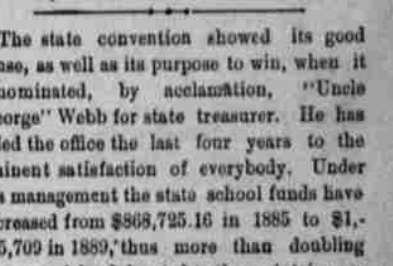 The state convention showed its good
nse, as well as its purpose to win, when it
nominated, by acclamation, "Uncle
eorge" Webb for state treasurer. He has
led the office the last four years to the
inent satisfaction of everybody. Under
s management the state school funds have
creased from $868,725.16 in 1885 to $1,-
5,709 in 1889, thus more than doubling